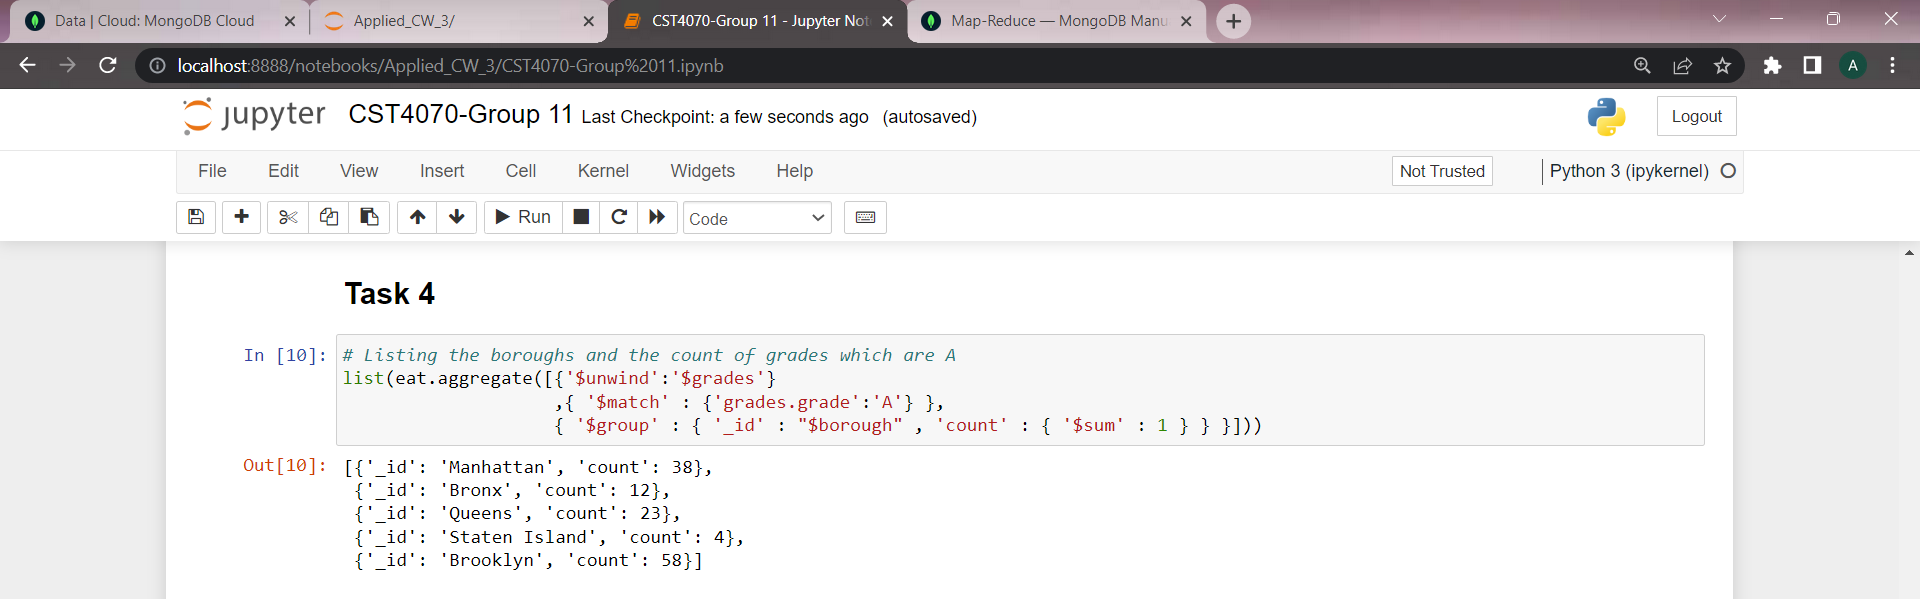 Data | Cloud: MongoDB Cloud
Applied_CW_3/
CST4070-Group 11 - Jupyter Not
Map-Reduce — MongoDB Manu
localhost:8888/notebooks/Applied_CW_3/CST4070-Group%2011.ipynb
A
jupyter CST4070-Group 11 Last Checkpoint: a few seconds ago (autosaved)
Logout
File Edit View Insert Cell Kernel Widgets Help
Not Trusted
Python 3 (ipykernel)
Run
Code
Task 4
In [10]: # Listing the boroughs and the count of grades which are A
list(eat.aggregate([{'$unwind':'$grades'}
,{ '$match' : {'grades.grade':'A'} },
{ '$group' : { '_id' : "$borough" , 'count' : { '$sum' : 1 } } }]))
Out[10]: [{'_id': 'Manhattan', 'count': 38},
{'_id': 'Bronx', 'count': 12},
{'_id': 'Queens', 'count': 23},
{'_id': 'Staten Island', 'count': 4},
{'_id': 'Brooklyn', 'count': 58}]